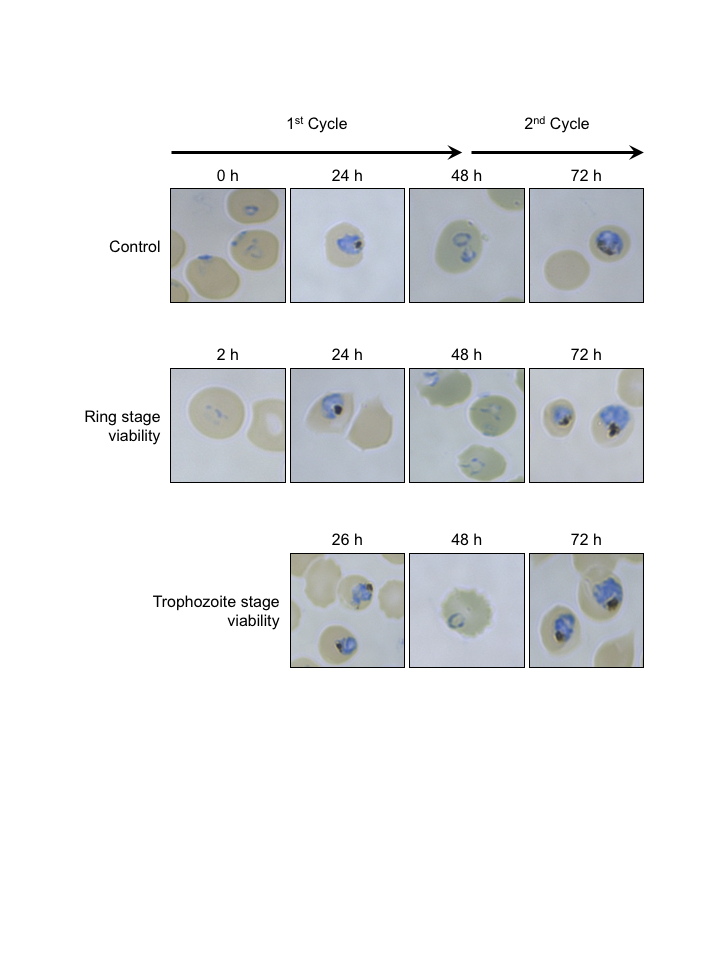 1st Cycle
2nd Cycle
0 h
24 h
48 h
72 h
Control
2 h
24 h
48 h
72 h
Ring stage
viability
26 h
48 h
72 h
Trophozoite stage
viability